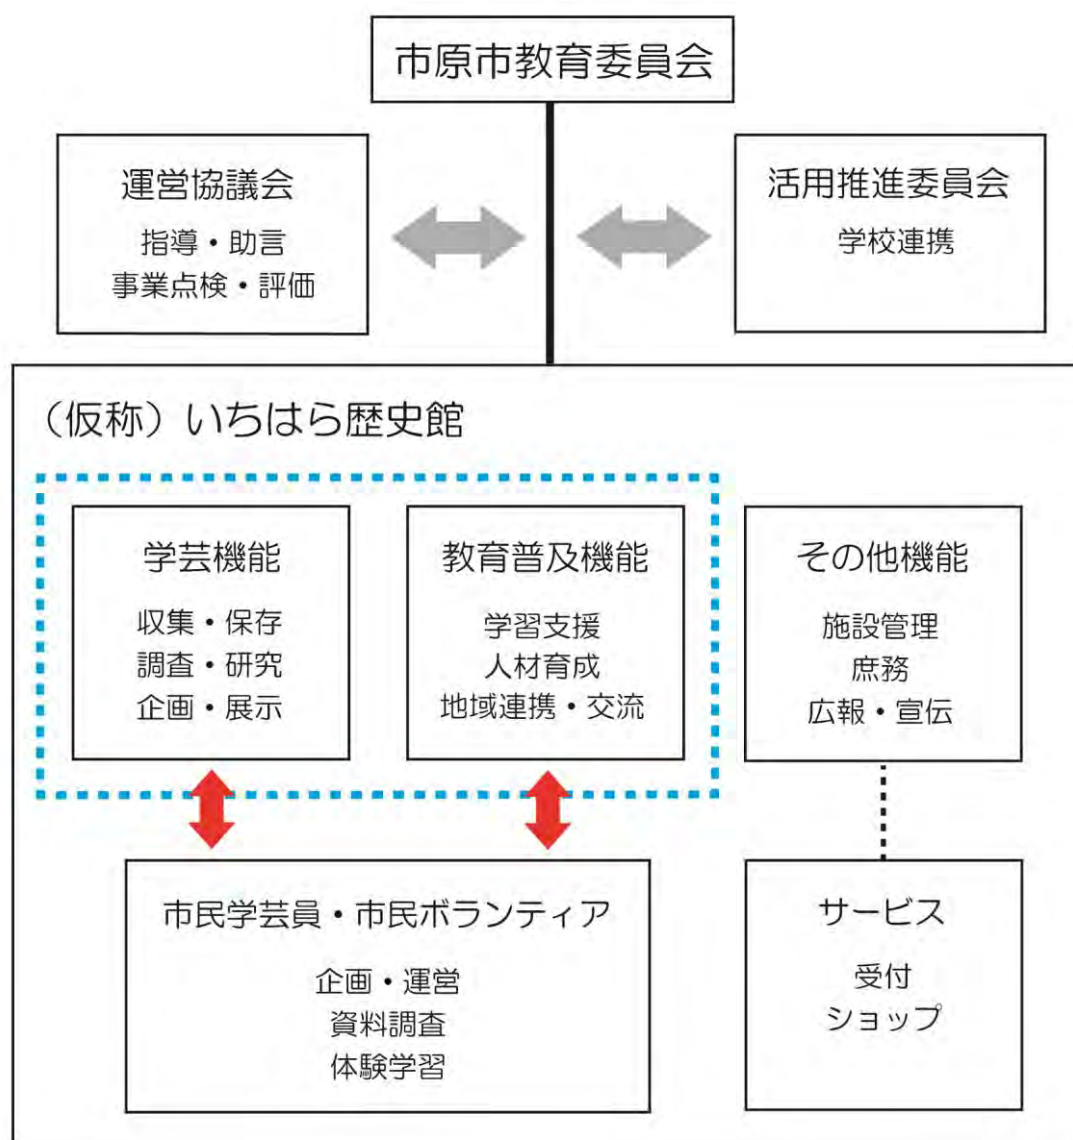 市原市教育委員会
運営協議会
指導・助言
事業点検・評価
活用推進委員会
学校連携
（仮称）いちはら歴史館
学芸機能
収集・保存
調査・研究
企画・展示
教育普及機能
学習支援
人材育成
地域連携・交流
その他機能
施設管理
庶務
広報・宣伝
市民学芸員・市民ボランティア
企画・運営
資料調査
体験学習
サービス
受付
ショップ